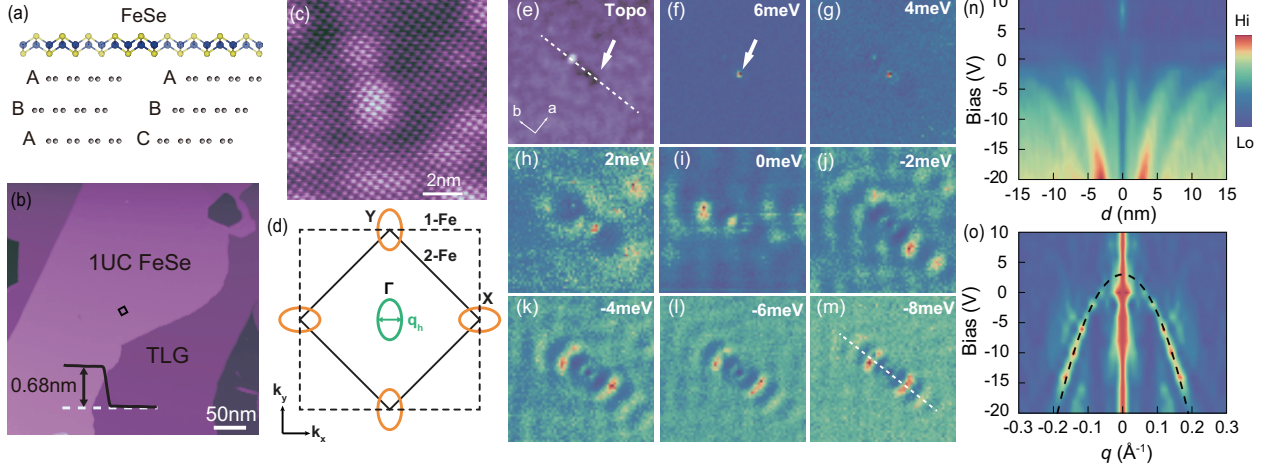 (a)
FeSe
A
A
B
B
A
C
(b)
1UC FeSe
TLG
0.68nm
50nm
(c)
2nm
(d)
Y
1-Fe
2-Fe
Γ
X
q_h
k_y
k_x
(e)
Topo
b
a
(f)
6meV
(g)
4meV
(h)
2meV
(i)
0meV
(j)
-2meV
(k)
-4meV
(l)
-6meV
(m)
-8meV
(n)
10
5
0
-5
-10
-15
-20
Bias (V)
-15 -10 -5 0 5 10 15
d (nm)
Hi
Lo
(o)
10
5
0
-5
-10
-15
-20
Bias (V)
-0.3 -0.2 -0.1 0 0.1 0.2 0.3
q (Å⁻¹)